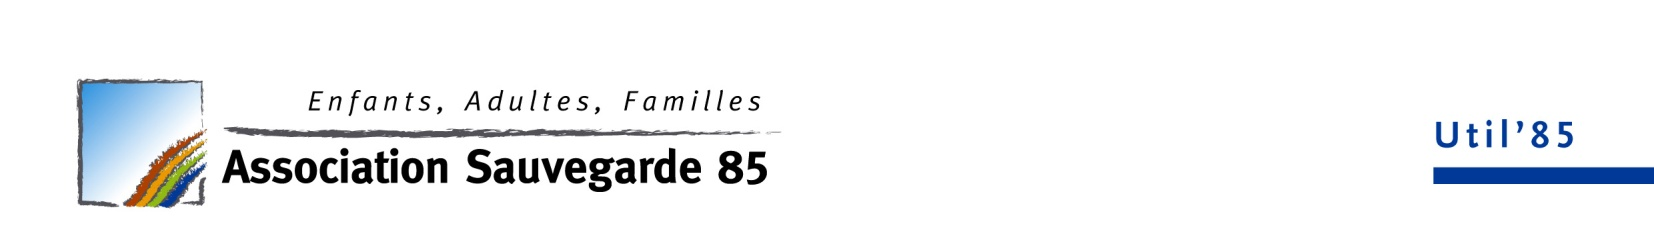 Enfants, Adultes, Familles
Association Sauvegarde 85
Util’85